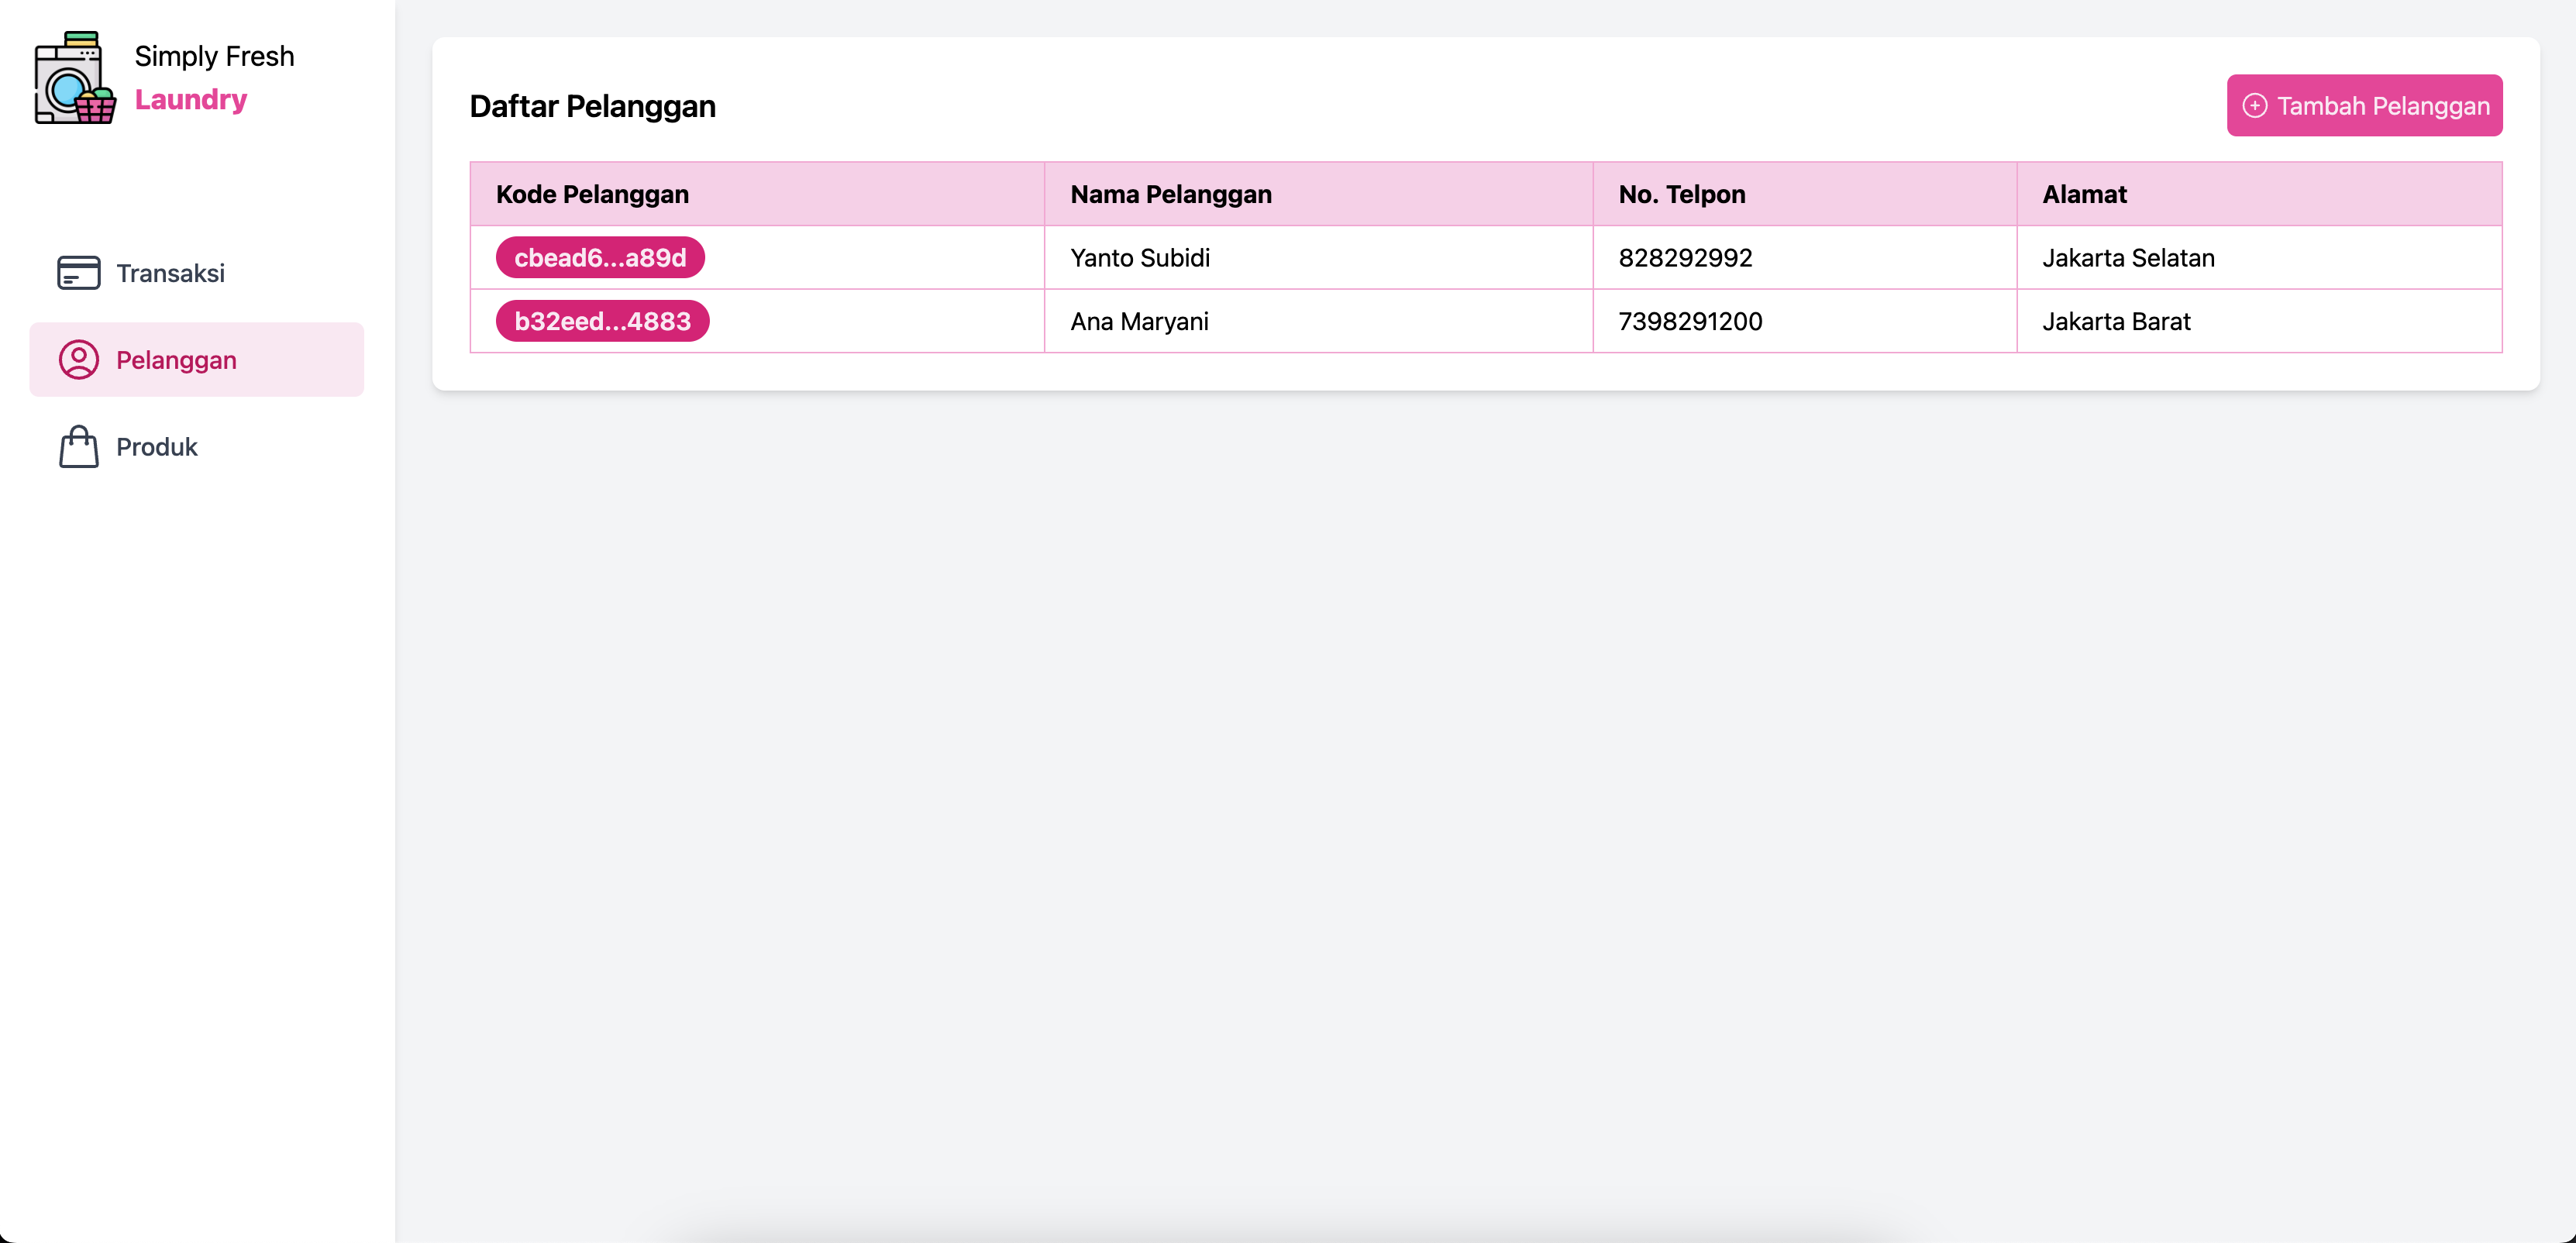 Simply Fresh
Laundry
Transaksi
Pelanggan
Produk
Daftar Pelanggan
Tambah Pelanggan
Kode Pelanggan Nama Pelanggan No. Telpon Alamat
cbead6...a89d Yanto Subidi 828292992 Jakarta Selatan
b32eed...4883 Ana Maryani 7398291200 Jakarta Barat